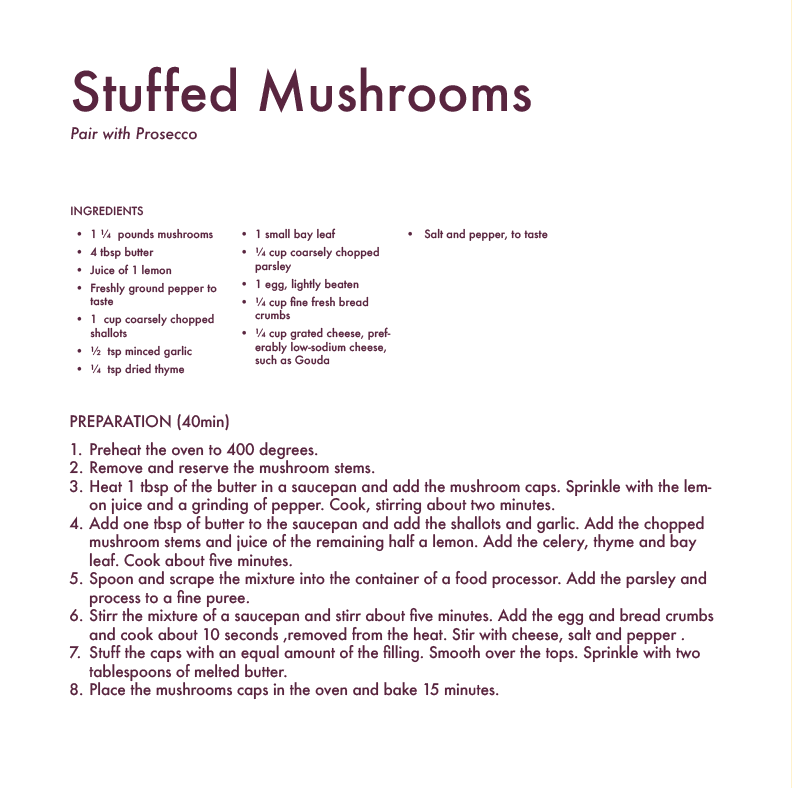 Stuffed Mushrooms
Pair with Prosecco
INGREDIENTS
• 1 ¼ pounds mushrooms
• 4 tbsp butter
• Juice of 1 lemon
• Freshly ground pepper to
taste
• 1 cup coarsely chopped
shallots
• ½ tsp minced garlic
• ¼ tsp dried thyme
• 1 small bay leaf
• ¼ cup coarsely chopped
parsley
• 1 egg, lightly beaten
• ¼ cup fine fresh bread
crumbs
• ¼ cup grated cheese, pref-
erably low-sodium cheese,
such as Gouda
• Salt and pepper, to taste
PREPARATION (40min)
1. Preheat the oven to 400 degrees.
2. Remove and reserve the mushroom stems.
3. Heat 1 tbsp of the butter in a saucepan and add the mushroom caps. Sprinkle with the lem-
on juice and a grinding of pepper. Cook, stirring about two minutes.
4. Add one tbsp of butter to the saucepan and add the shallots and garlic. Add the chopped
mushroom stems and juice of the remaining half a lemon. Add the celery, thyme and bay
leaf. Cook about five minutes.
5. Spoon and scrape the mixture into the container of a food processor. Add the parsley and
process to a fine puree.
6. Stirr the mixture of a saucepan and stirr about five minutes. Add the egg and bread crumbs
and cook about 10 seconds ,removed from the heat. Stir with cheese, salt and pepper .
7. Stuff the caps with an equal amount of the filling. Smooth over the tops. Sprinkle with two
tablespoons of melted butter.
8. Place the mushrooms caps in the oven and bake 15 minutes.